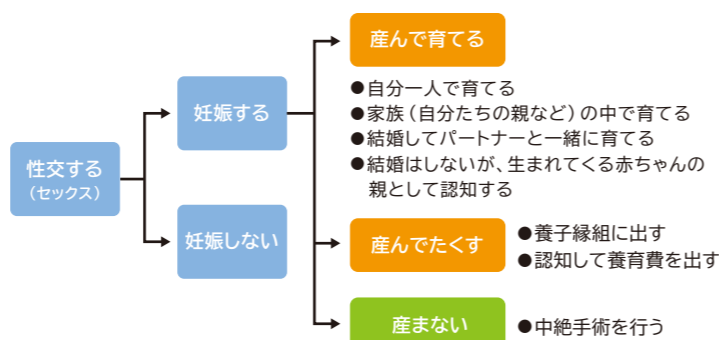 性交する
（セックス）
妊娠する
妊娠しない
産んで育てる
●自分一人で育てる
●家族（自分たちの親など）の中で育てる
●結婚してパートナーと一緒に育てる
●結婚はしないが、生まれてくる赤ちゃんの
親として認知する
産んでたくす
●養子縁組に出す
●認知して養育費を出す
産まない
●中絶手術を行う